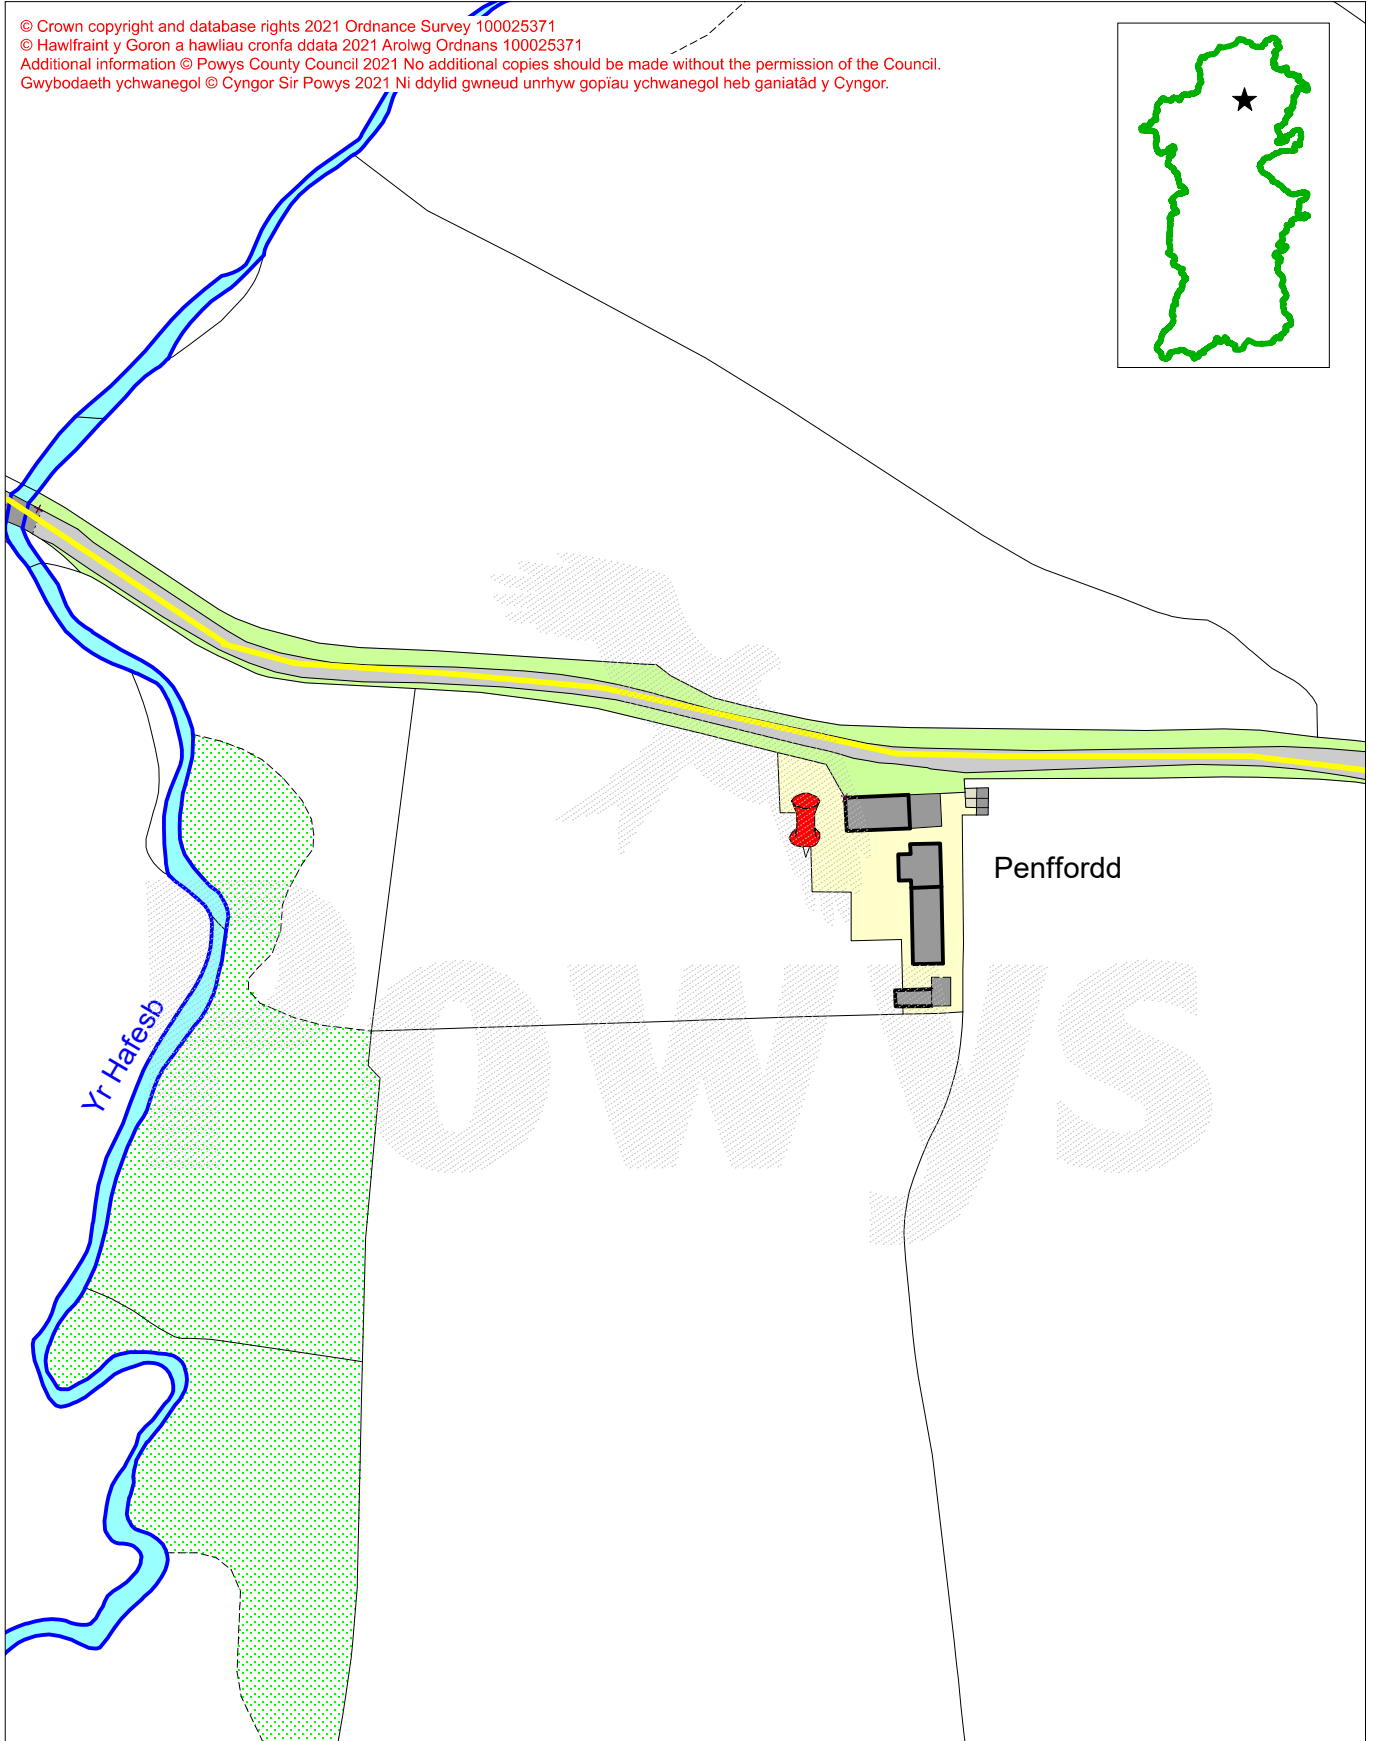 © Crown copyright and database rights 2021 Ordnance Survey 100025371
© Hawlfraint y Goron a hawliau cronfa ddata 2021 Arolwg Ordnans 100025371
Additional information © Powys County Council 2021 No additional copies should be made without the permission of the Council.
Gwybodaeth ychwanegol © Cyngor Sir Powys 2021 Ni ddylid gwneud unrhyw gopïau ychwanegol heb ganiatâd y Cyngor.
Penffordd
Yr Hafesb
Powys